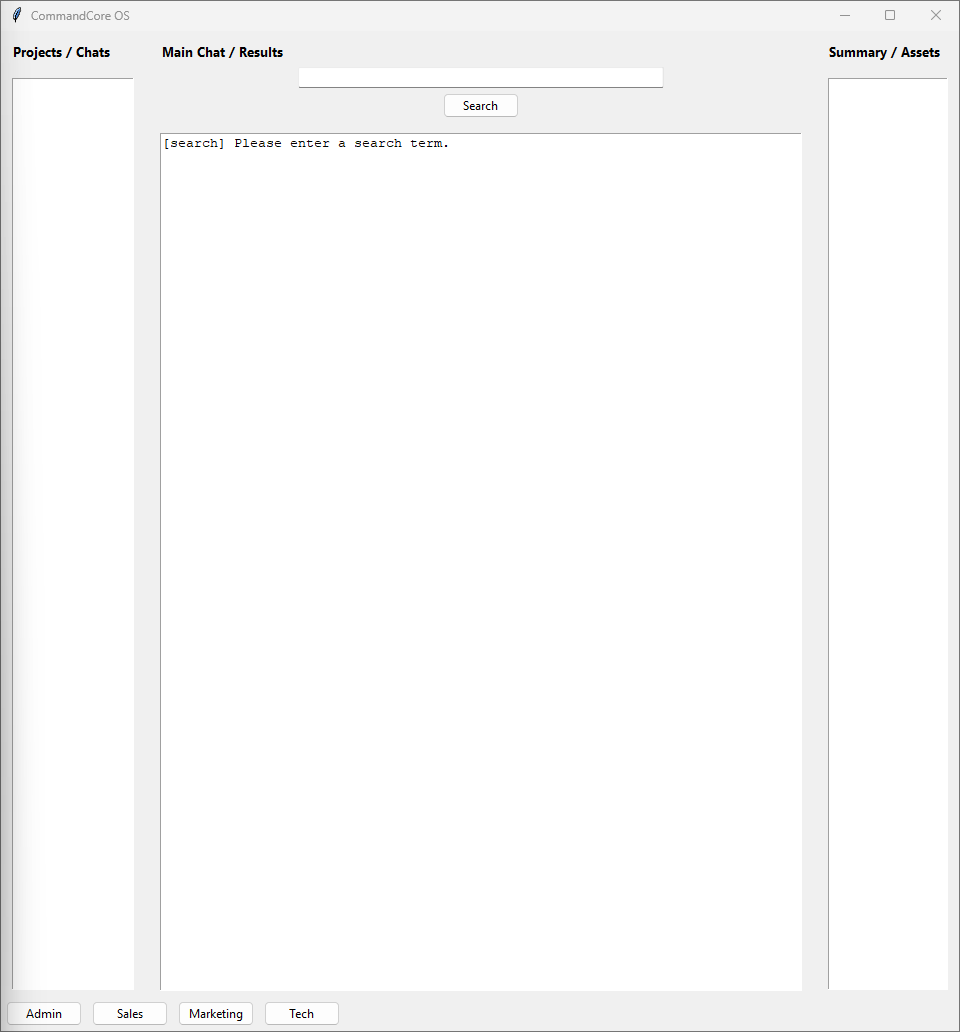 CommandCore OS
Projects / Chats
Main Chat / Results
Summary / Assets
Search
[search] Please enter a search term.
Admin
Sales
Marketing
Tech